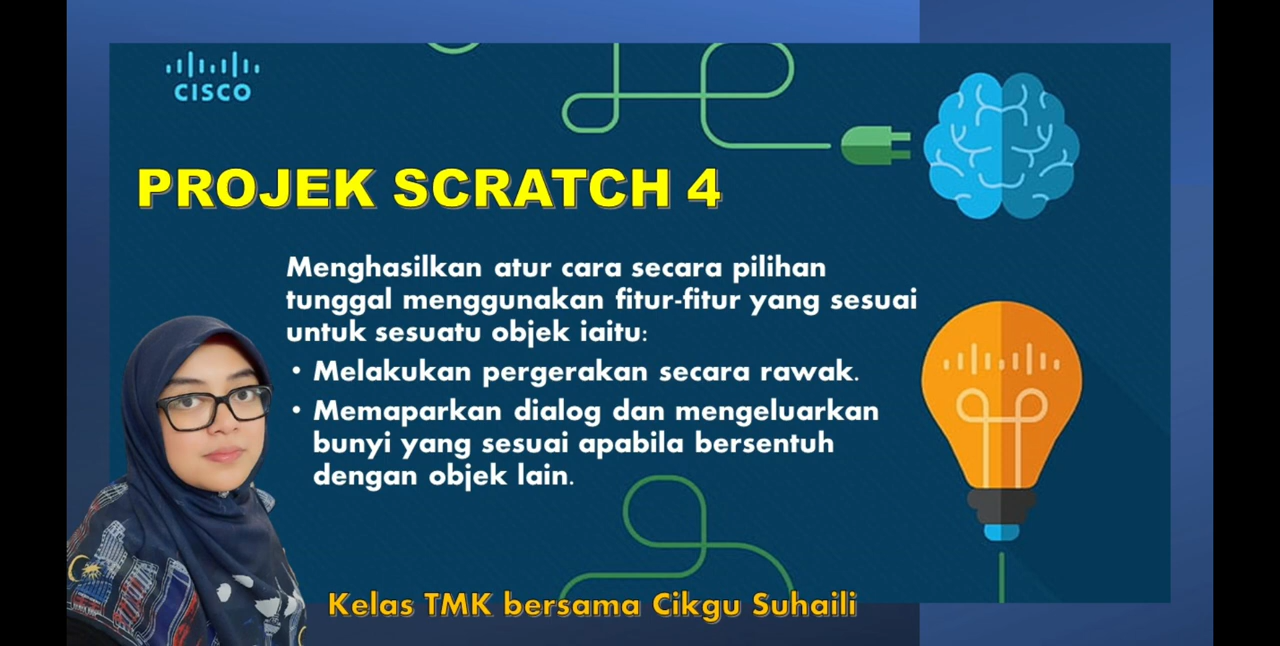 CISCO
PROJEK SCRATCH 4
Menghasilkan atur cara secara pilihan
tunggal menggunakan fitur-fitur yang sesuai
untuk sesuatu objek iaitu:
• Melakukan pergerakan secara rawak.
• Memaparkan dialog dan mengeluarkan
bunyi yang sesuai apabila bersentuh
dengan objek lain.
Kelas TMK bersama Cikgu Suhaili